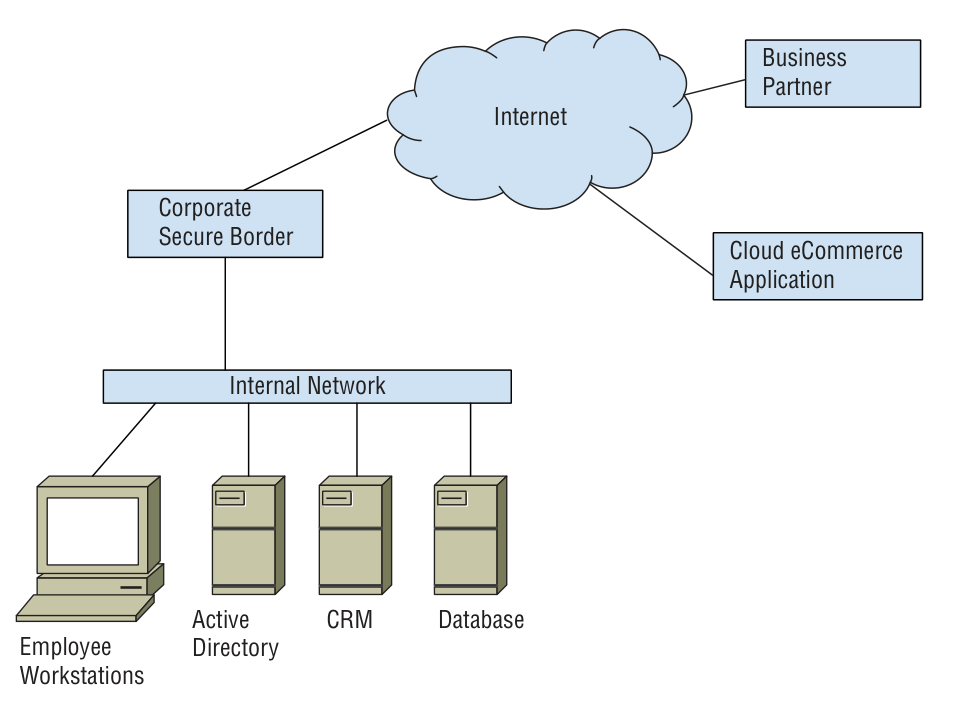 Business
Partner
Internet
Corporate
Secure Border
Cloud eCommerce
Application
Internal Network
Employee
Workstations
Active
Directory
CRM
Database